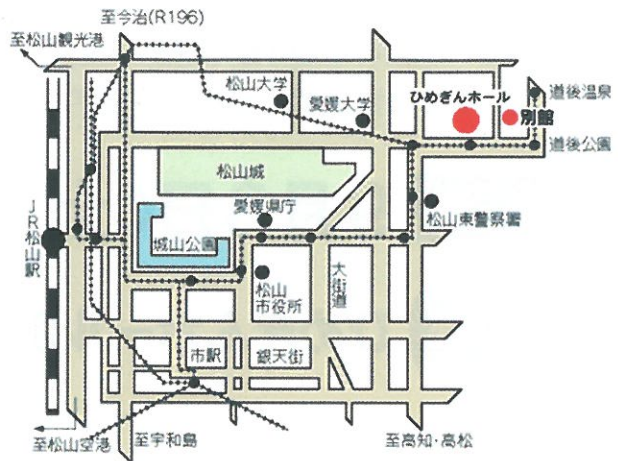 至今治(R196)
至松山観光港
松山大学
愛媛大学
ひめぎんホール
別館
道後温泉
道後公園
松山城
愛媛県庁
松山東警察署
城山公園
JR松山駅
松山
市役所
大街道
市駅
銀天街
至松山空港
至宇和島
至高知・高松